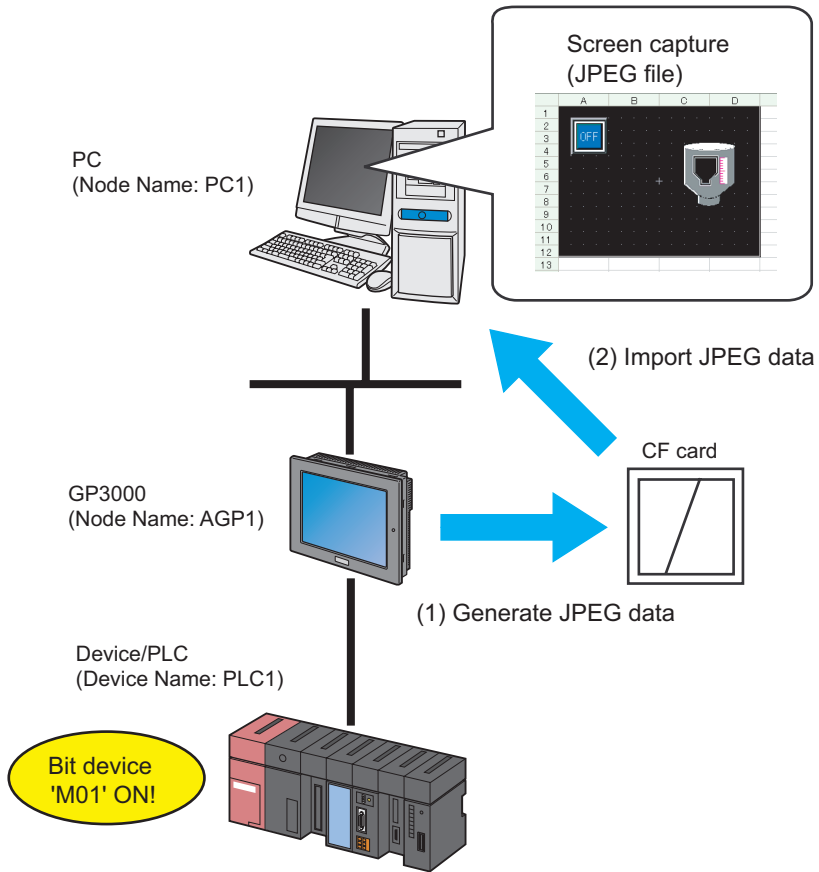 Screen capture
(JPEG file)
A B C D
1
2
3
4
5
6
7
8
9
10
11
12
13
OFF
PC
(Node Name: PC1)
(2) Import JPEG data
CF card
GP3000
(Node Name: AGP1)
(1) Generate JPEG data
Device/PLC
(Device Name: PLC1)
Bit device
'M01' ON!